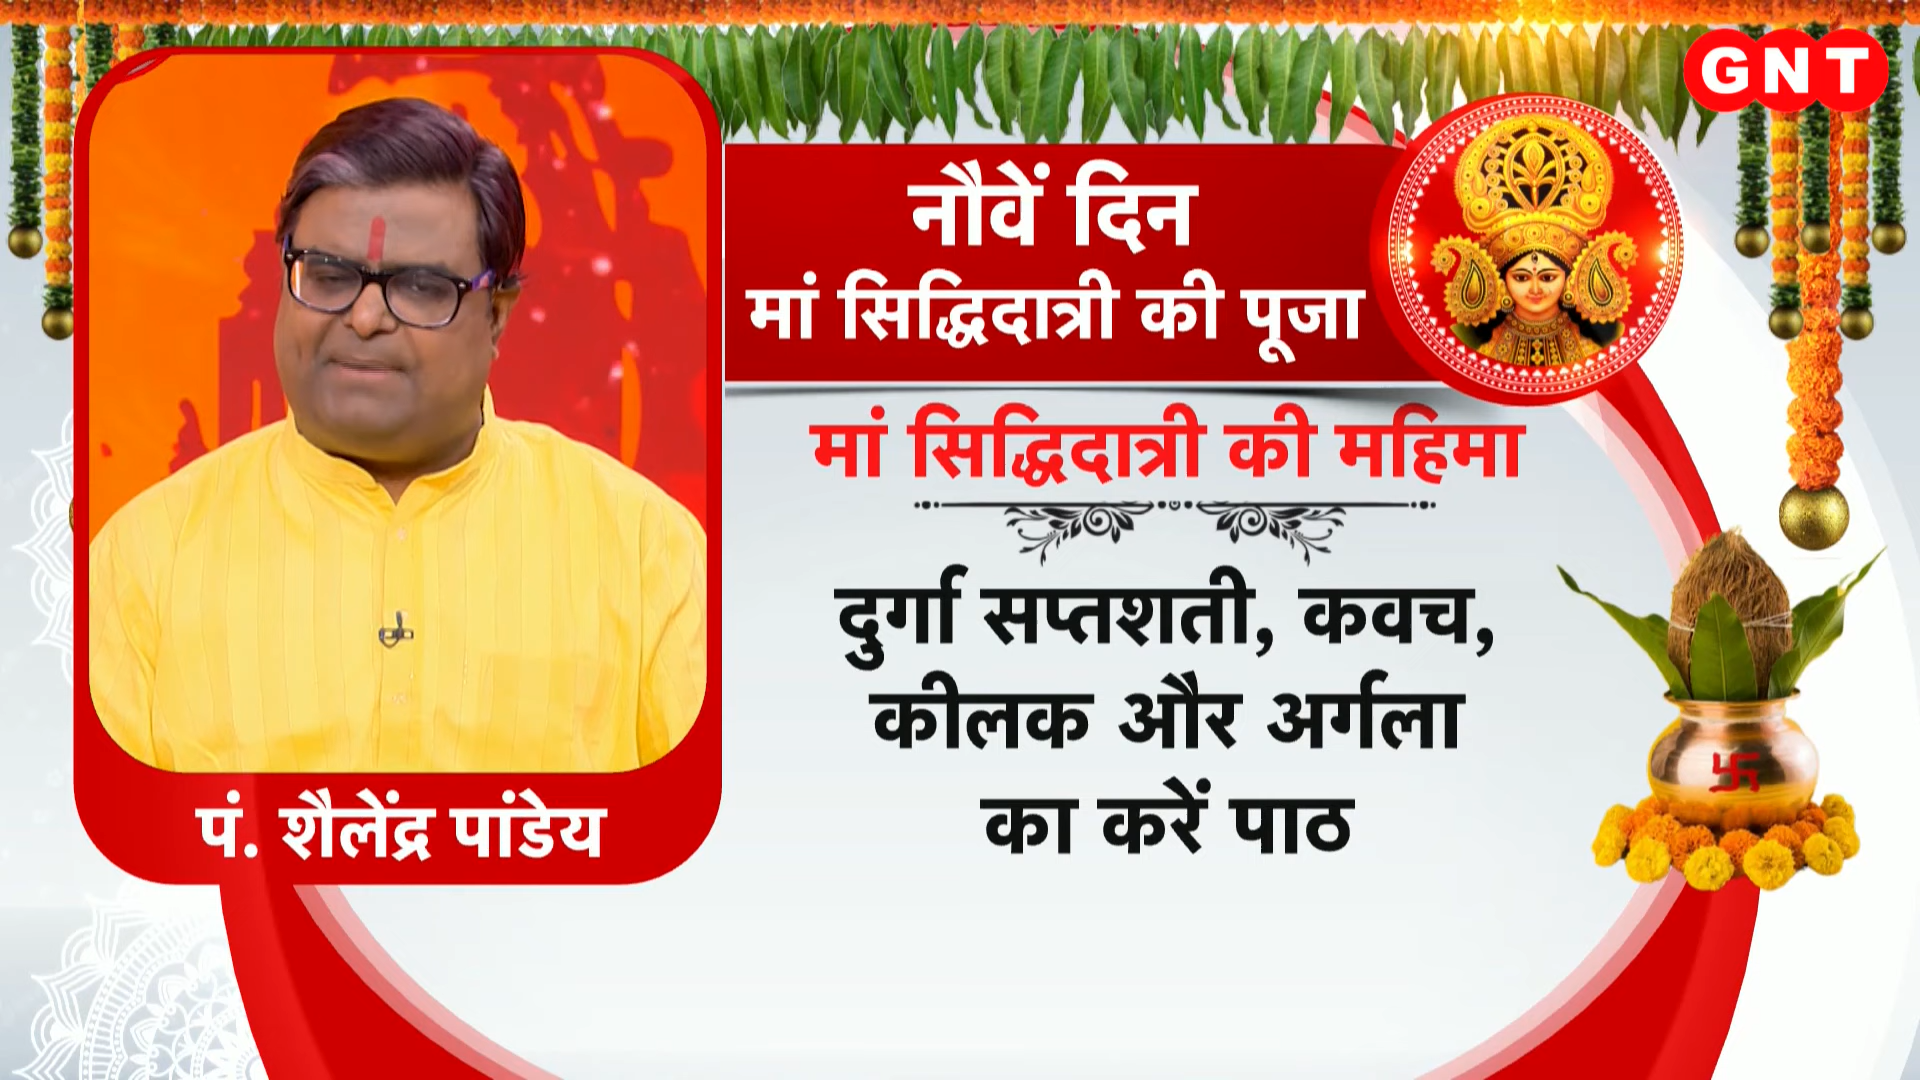 GNT
नौवें दिन
मां सिद्धिदात्री की पूजा
मां सिद्धिदात्री की महिमा
दुर्गा सप्तशती, कवच,
कीलक और अर्गला
का करें पाठ
पं. शैलेंद्र पांडेय